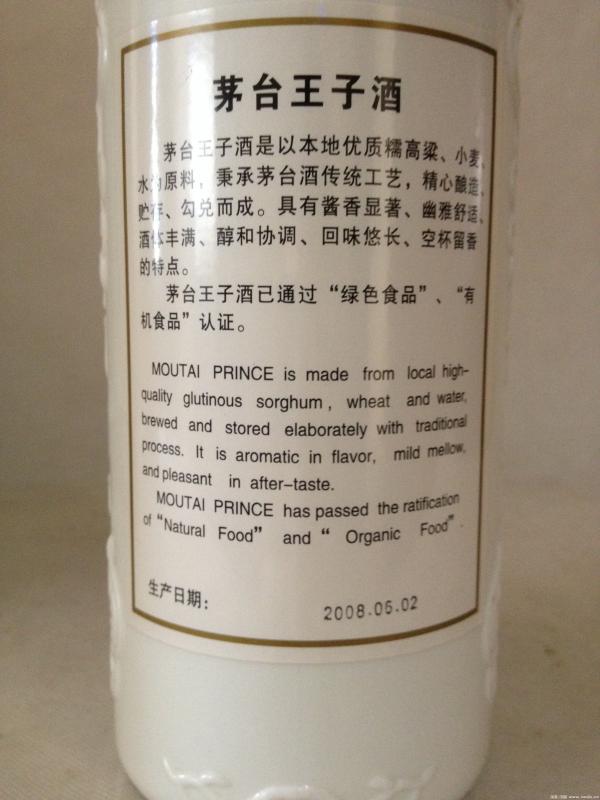 茅台王子酒
茅台王子酒是以本地优质糯高粱、小麦、
水为原料，秉承茅台酒传统工艺，精心酿造、
贮存、勾兑而成。具有酱香显著、幽雅舒适、
酒体丰满、醇和协调、回味悠长、空杯留香
的特点。
茅台王子酒已通过“绿色食品”、“有
机食品”认证。
MOUTAI PRINCE is made from local high-
quality glutinous sorghum, wheat and water,
brewed and stored elaborately with traditional
process. It is aromatic in flavor, mild mellow,
and pleasant in after-taste.
MOUTAI PRINCE has passed the ratification
of “Natural Food” and “ Organic Food”.
生产日期：
2008.06.02